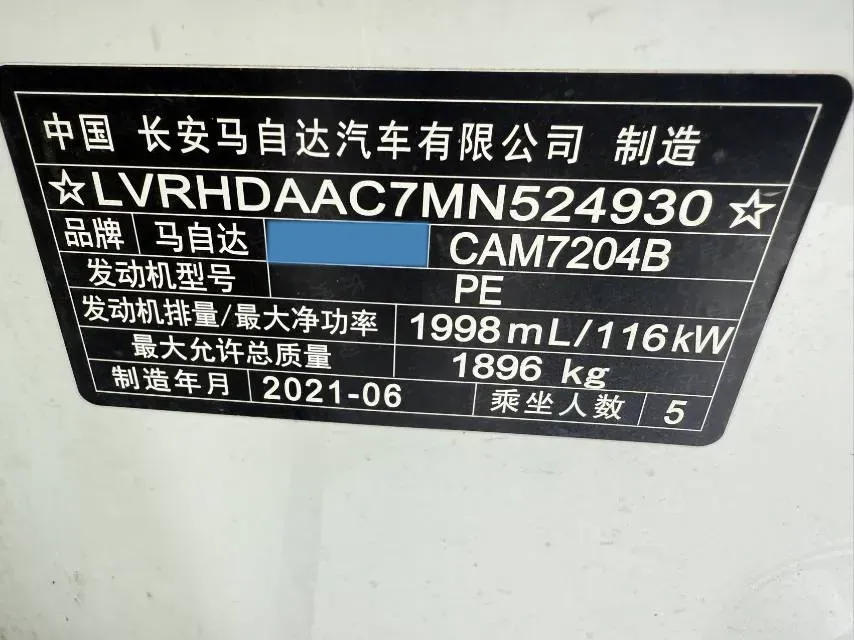 中国 长安马自达汽车有限公司 制造
☆LVRHDAAC7MN524930☆
品牌 马自达 CAM7204B
发动机型号 PE
发动机排量/最大净功率 1998mL/116kW
最大允许总质量 1896 kg
制造年月 2021-06 乘坐人数 5